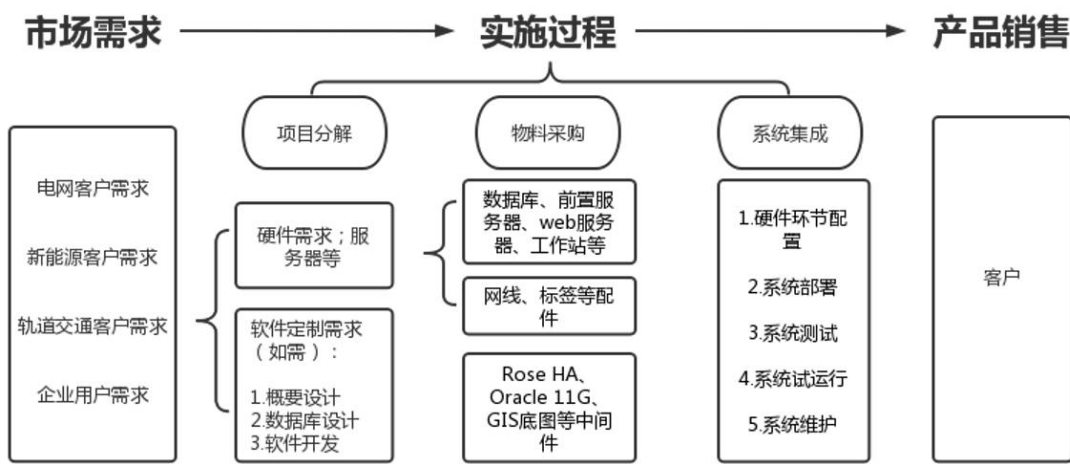 市场需求
实施过程
产品销售
项目分解
物料采购
系统集成
电网客户需求
新能源客户需求
轨道交通客户需求
企业用户需求
硬件需求；服
务器等
软件定制需求
（如需）：
1.概要设计
2.数据库设计
3.软件开发
数据库、前置服
务器、web服务
器、工作站等
网线、标签等配
件
Rose HA、
Oracle 11G、
GIS底图等中间
件
1.硬件环节配
置
2.系统部署
3.系统测试
4.系统试运行
5.系统维护
客户